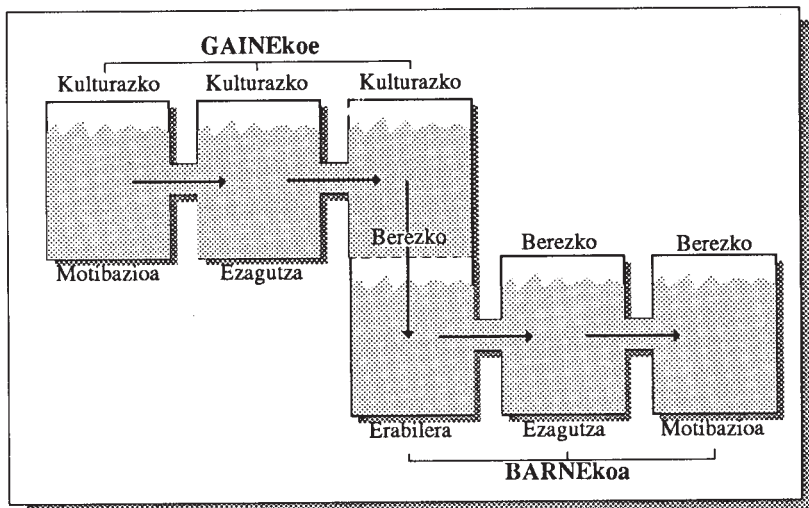 GAINEkoe
Kulturazko Kulturazko Kulturazko
Berezko Berezko Berezko
Motibazioa Ezagutza
Erabilera Ezagutza Motibazioa
BARNEkoa